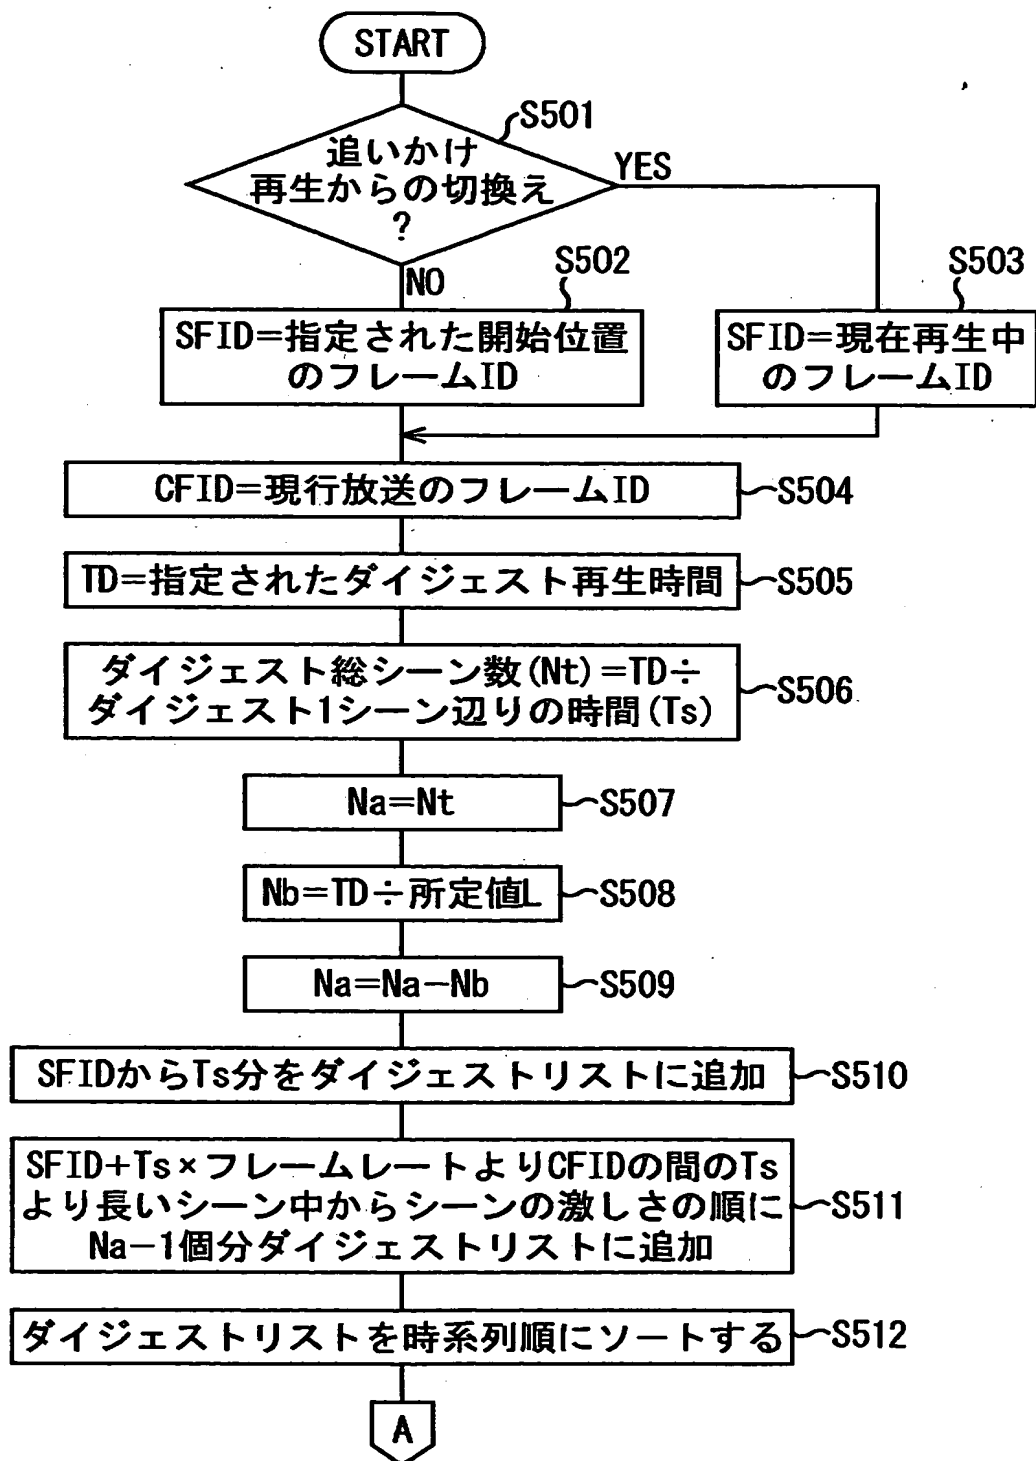 START
S501
追いかけ
再生からの切換え
?
YES
NO
S502
S503
SFID=指定された開始位置
のフレームID
SFID=現在再生中
のフレームID
CFID=現行放送のフレームID
S504
TD=指定されたダイジェスト再生時間
S505
ダイジェスト総シーン数(Nt)=TD÷
ダイジェスト1シーン辺りの時間(Ts)
S506
Na=Nt
S507
Nb=TD÷所定値L
S508
Na=Na-Nb
S509
SFIDからTs分をダイジェストリストに追加
S510
SFID+Ts×フレームレートよりCFIDの間のTs
より長いシーン中からシーンの激しさの順に
Na-1個分ダイジェストリストに追加
S511
ダイジェストリストを時系列順にソートする
S512
A